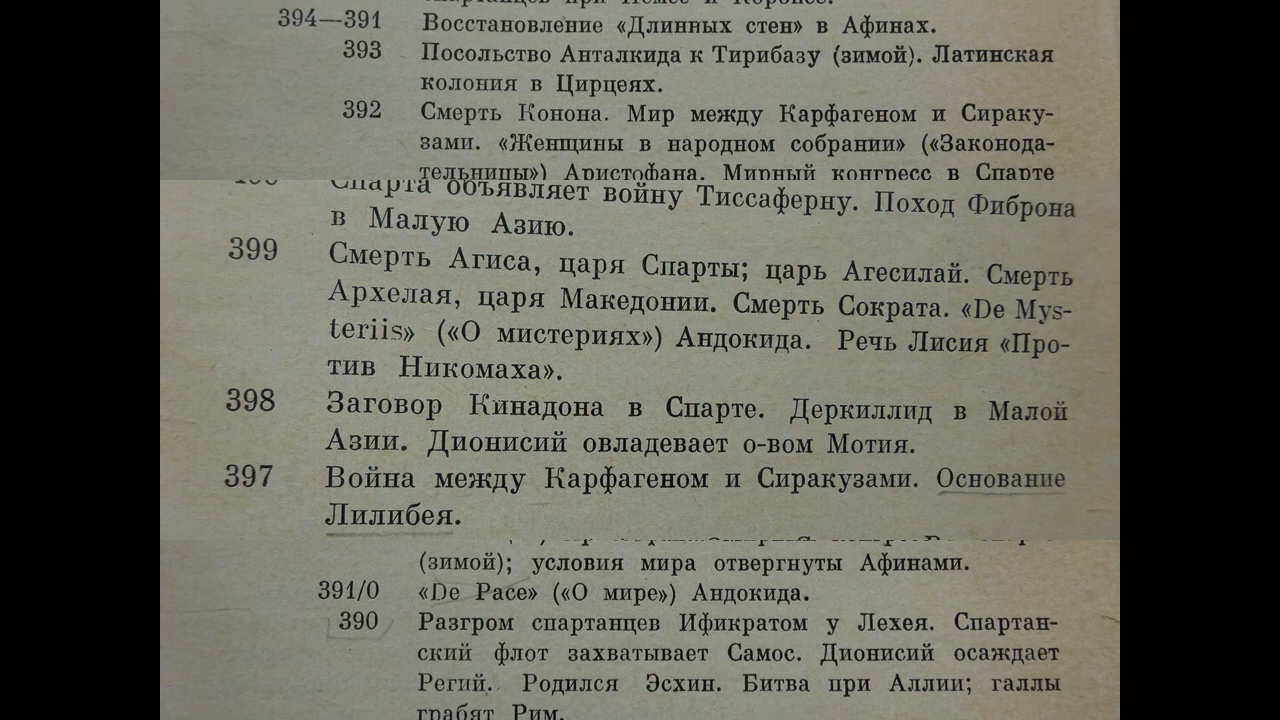 394—391 Восстановление «Длинных стен» в Афинах.
393 Посольство Анталкида к Тирибазу (зимой). Латинская
колония в Цирцеях.
392 Смерть Конона. Мир между Карфагеном и Сираку-
зами. «Женщины в народном собрании» («Законода-
тельницы») Аристофана. Мирный конгресс в Спарте
Спарта объявляет войну Тиссаферну. Поход Фиброна
в Малую Азию.
399 Смерть Агиса, царя Спарты; царь Агесилай. Смерть
Архелая, царя Македонии. Смерть Сократа. «De Mys-
teriis» («О мистериях») Андокида. Речь Лисия «Про-
тив Никомаха».
398 Заговор Кинадона в Спарте. Деркиллид в Малой
Азии. Дионисий овладевает о-вом Мотия.
397 Война между Карфагеном и Сиракузами. Основание
Лилибея.
(зимой); условия мира отвергнуты Афинами.
391/0 «De Pace» («О мире») Андокида.
390 Разгром спартанцев Ификратом у Лехея. Спартан-
ский флот захватывает Самос. Дионисий осаждает
Регий. Родился Эсхин. Битва при Аллии; галлы
грабят Рим.